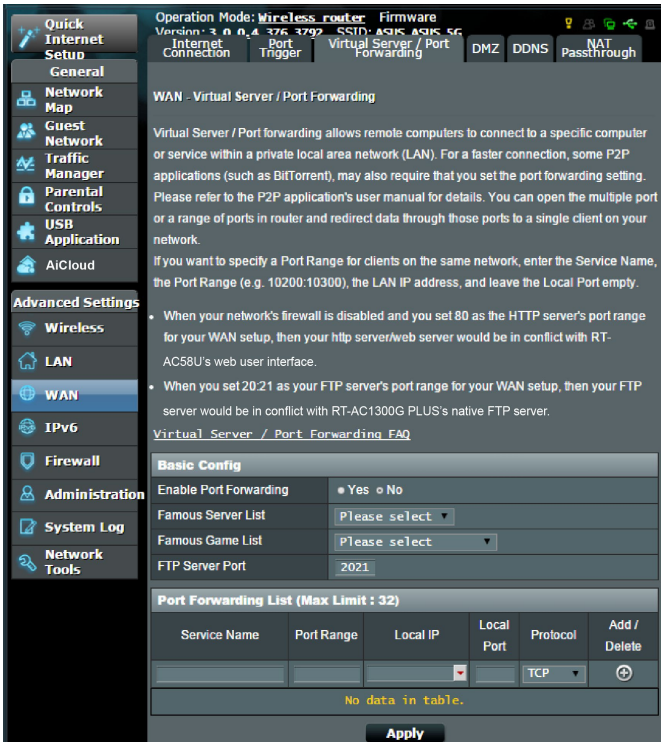 Quick
Internet
Setup
General
Network
Map
Guest
Network
Traffic
Manager
Parental
Controls
USB
Application
AiCloud
Advanced Settings
Wireless
LAN
WAN
IPv6
Firewall
Administration
System Log
Network
Tools
Operation Mode: Wireless router Firmware
Version: 3.0.0.4.376_3792 SSID: ASUS ASUS_5G
Internet
Connection
Port
Trigger
Virtual Server / Port
Forwarding
DMZ
DDNS
NAT
Passthrough
WAN - Virtual Server / Port Forwarding
Virtual Server / Port forwarding allows remote computers to connect to a specific computer
or service within a private local area network (LAN). For a faster connection, some P2P
applications (such as BitTorrent), may also require that you set the port forwarding setting.
Please refer to the P2P application's user manual for details. You can open the multiple port
or a range of ports in router and redirect data through those ports to a single client on your
network.
If you want to specify a Port Range for clients on the same network, enter the Service Name,
the Port Range (e.g. 10200:10300), the LAN IP address, and leave the Local Port empty.
• When your network's firewall is disabled and you set 80 as the HTTP server's port range
for your WAN setup, then your http server/web server would be in conflict with RT-
AC58U's web user interface.
• When you set 20:21 as your FTP server's port range for your WAN setup, then your FTP
server would be in conflict with RT-AC1300G PLUS's native FTP server.
Virtual Server / Port Forwarding FAQ
Basic Config
Enable Port Forwarding Yes No
Famous Server List Please select
Famous Game List Please select
FTP Server Port 2021
Port Forwarding List (Max Limit : 32)
Service Name Port Range Local IP Local Port Protocol Add / Delete
TCP
No data in table.
Apply